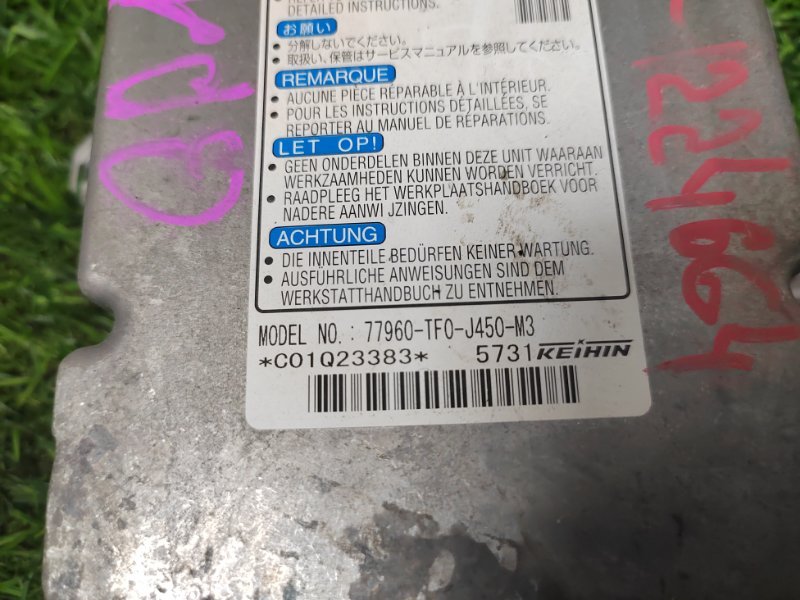 DETAILED INSTRUCTIONS.
お願い
• 分解しないでください。
• 取扱い、保管はサービスマニュアルを参照してください。
REMARQUE
• AUCUNE PIÈCE RÉPARABLE À L'INTÉRIEUR.
• POUR LES INSTRUCTIONS DÉTAILLÉES, SE
REPORTER AU MANUEL DE RÉPARATIONS.
LET OP!
• GEEN ONDERDELEN BINNEN DEZE UNIT WAARAAN
WERKZAAMHEDEN KUNNEN WORDEN VERRICHT.
• RAADPLEEG HET WERKPLAATSHANDBOEK VOOR
NADERE AANWIJZINGEN.
ACHTUNG
• DIE INNENTEILE BEDÜRFEN KEINER WARTUNG.
• AUSFÜHRLICHE ANWEISUNGEN SIND DEM
WERKSTATTHANDBUCH ZU ENTNEHMEN.
MODEL NO.: 77960-TF0-J450-M3
*C01Q23383* 5731 KEIHIN